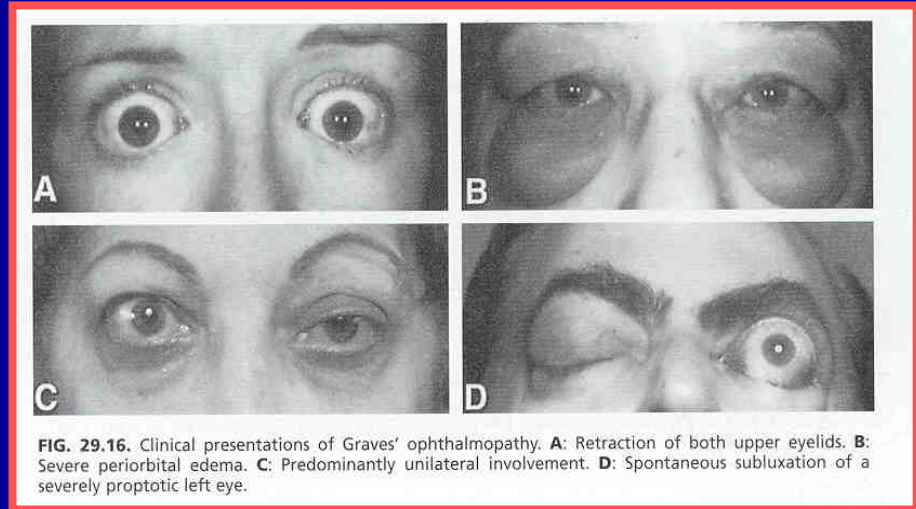 A
B
C
D
FIG. 29.16. Clinical presentations of Graves' ophthalmopathy. A: Retraction of both upper eyelids. B:
Severe periorbital edema. C: Predominantly unilateral involvement. D: Spontaneous subluxation of a
severely proptotic left eye.